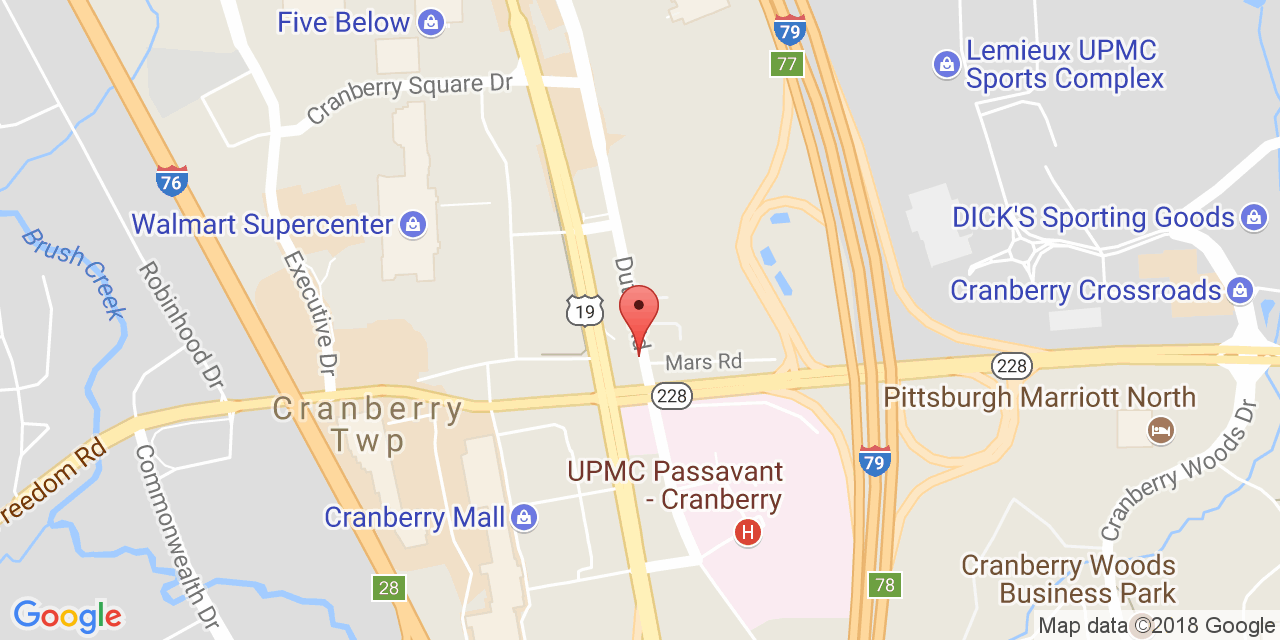 Five Below
79
77
Lemieux UPMC
Sports Complex
Cranberry Square Dr
76
Walmart Supercenter
DICK'S Sporting Goods
Brush Creek
Robinhood Dr
Executive Dr
19
Cranberry Crossroads
Mars Rd
228
228
Pittsburgh Marriott North
Cranberry
Twp
Freedom Rd
Commonwealth Dr
UPMC Passavant
- Cranberry
H
79
Cranberry Woods Dr
Cranberry Mall
28
78
Cranberry Woods
Business Park
Google
Map data ©2018 Google